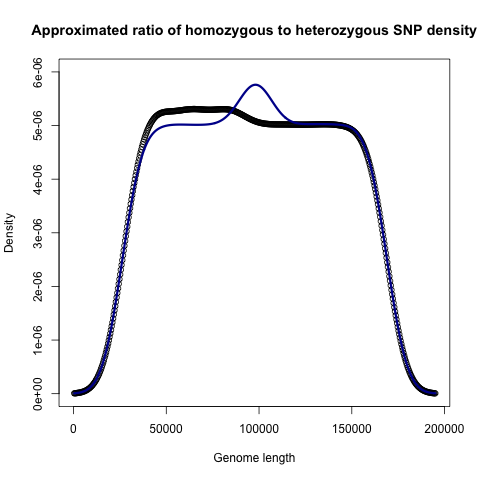 Approximated ratio of homozygous to heterozygous SNP density
6e-06
5e-06
4e-06
3e-06
2e-06
1e-06
0e+00
Density
0 50000 100000 150000 200000
Genome length